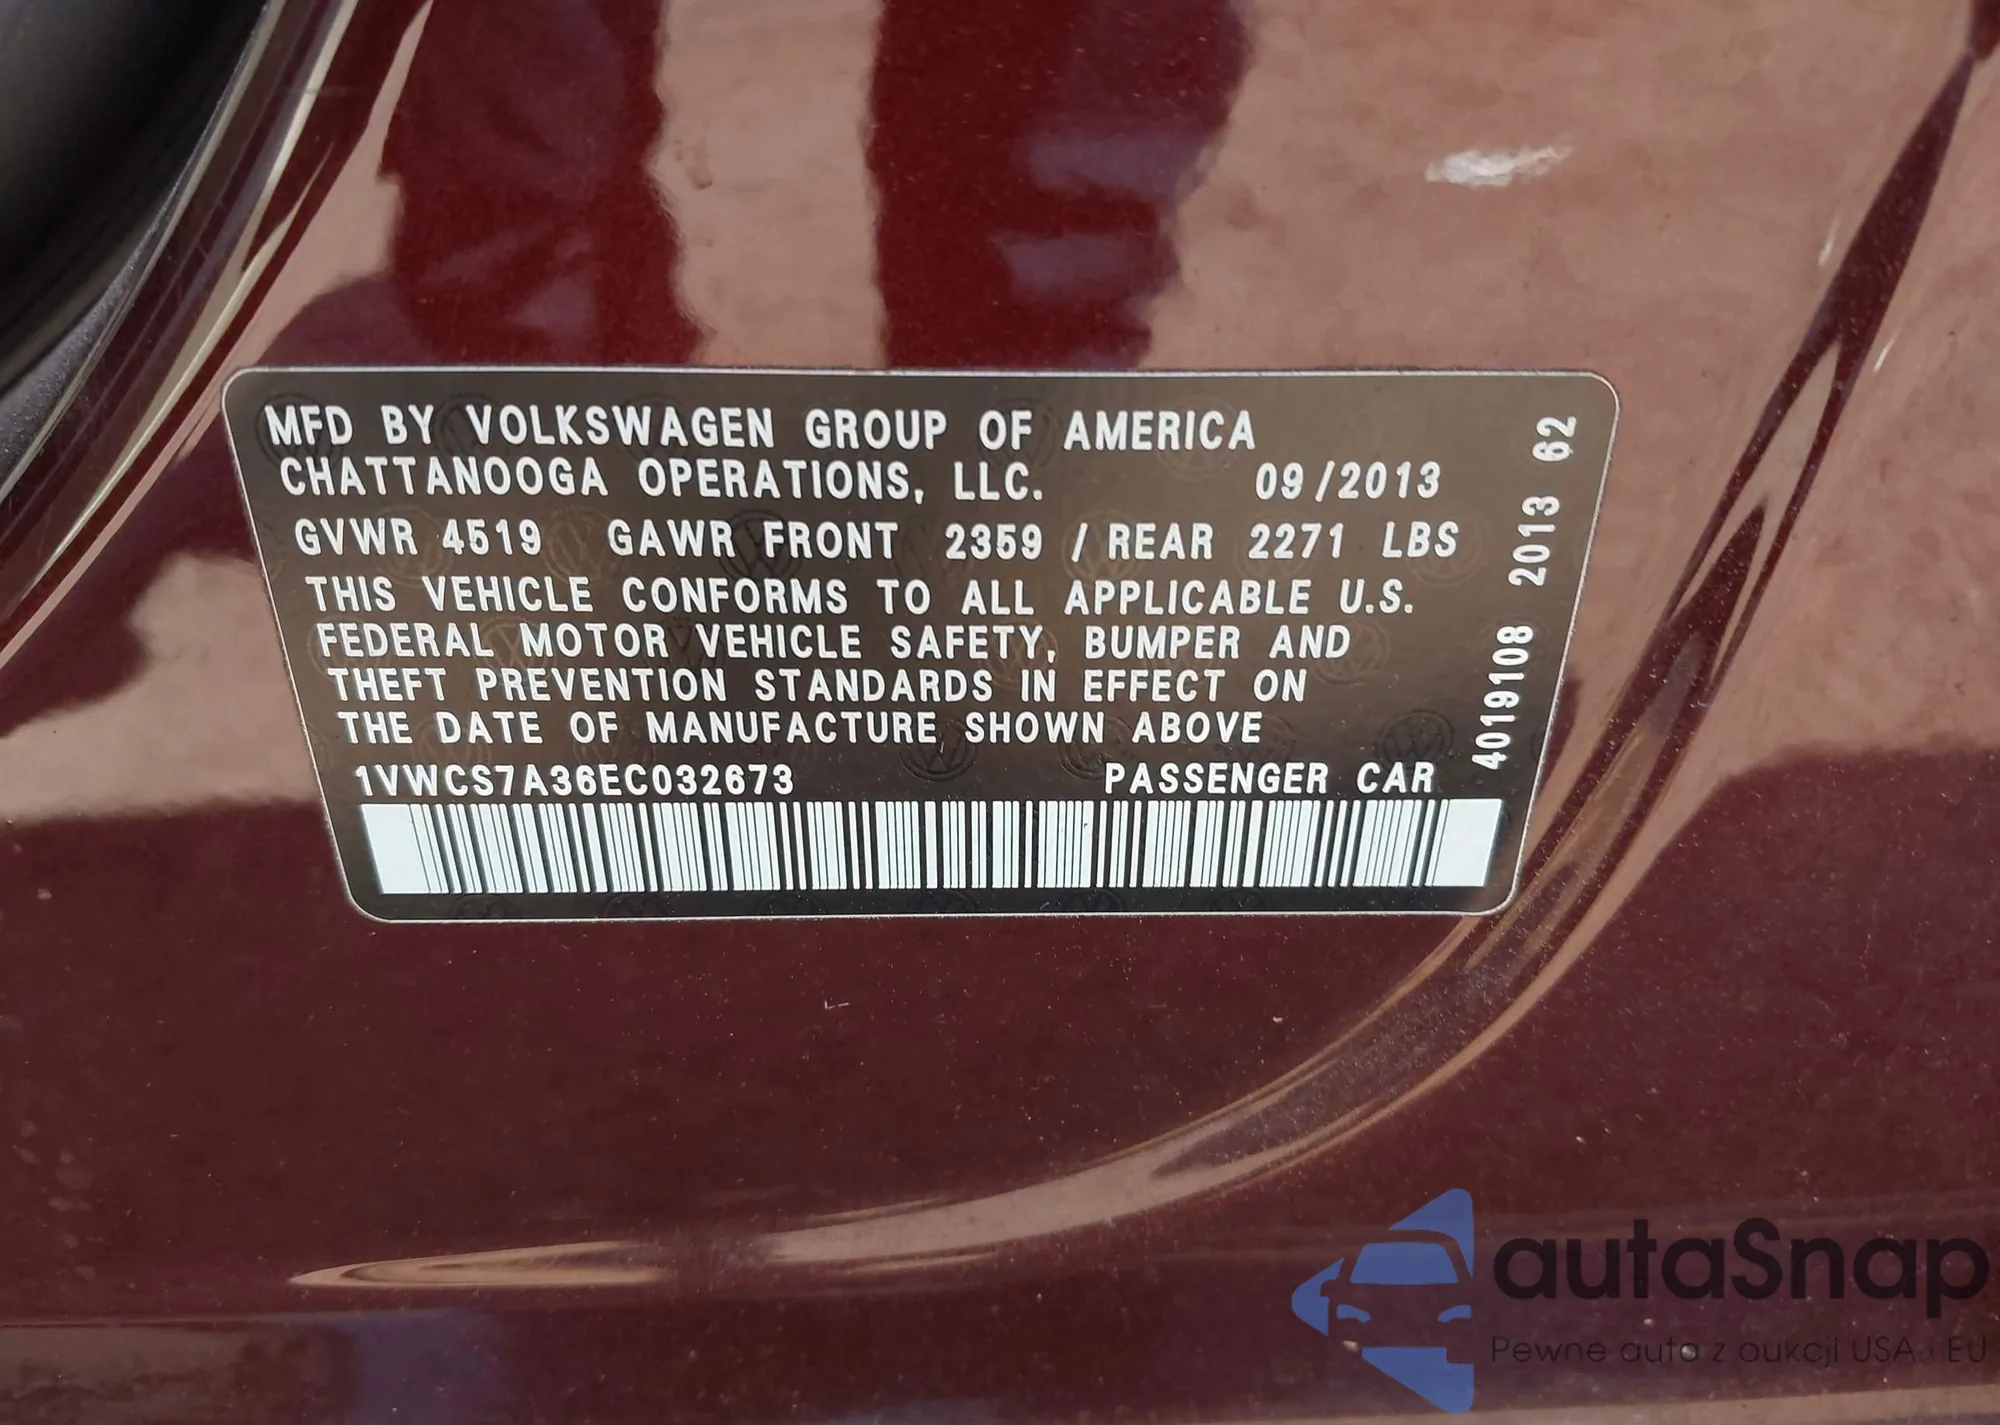 MFD BY VOLKSWAGEN GROUP OF AMERICA
CHATTANOOGA OPERATIONS, LLC. 09/2013
GVWR 4519 GAWR FRONT 2359 / REAR 2271 LBS
THIS VEHICLE CONFORMS TO ALL APPLICABLE U.S.
FEDERAL MOTOR VEHICLE SAFETY, BUMPER AND
THEFT PREVENTION STANDARDS IN EFFECT ON
THE DATE OF MANUFACTURE SHOWN ABOVE
1VWCS7A36EC032673 PASSENGER CAR
4019108 2013 62
autaSnap
Pewne auta z aukcji USA i EU